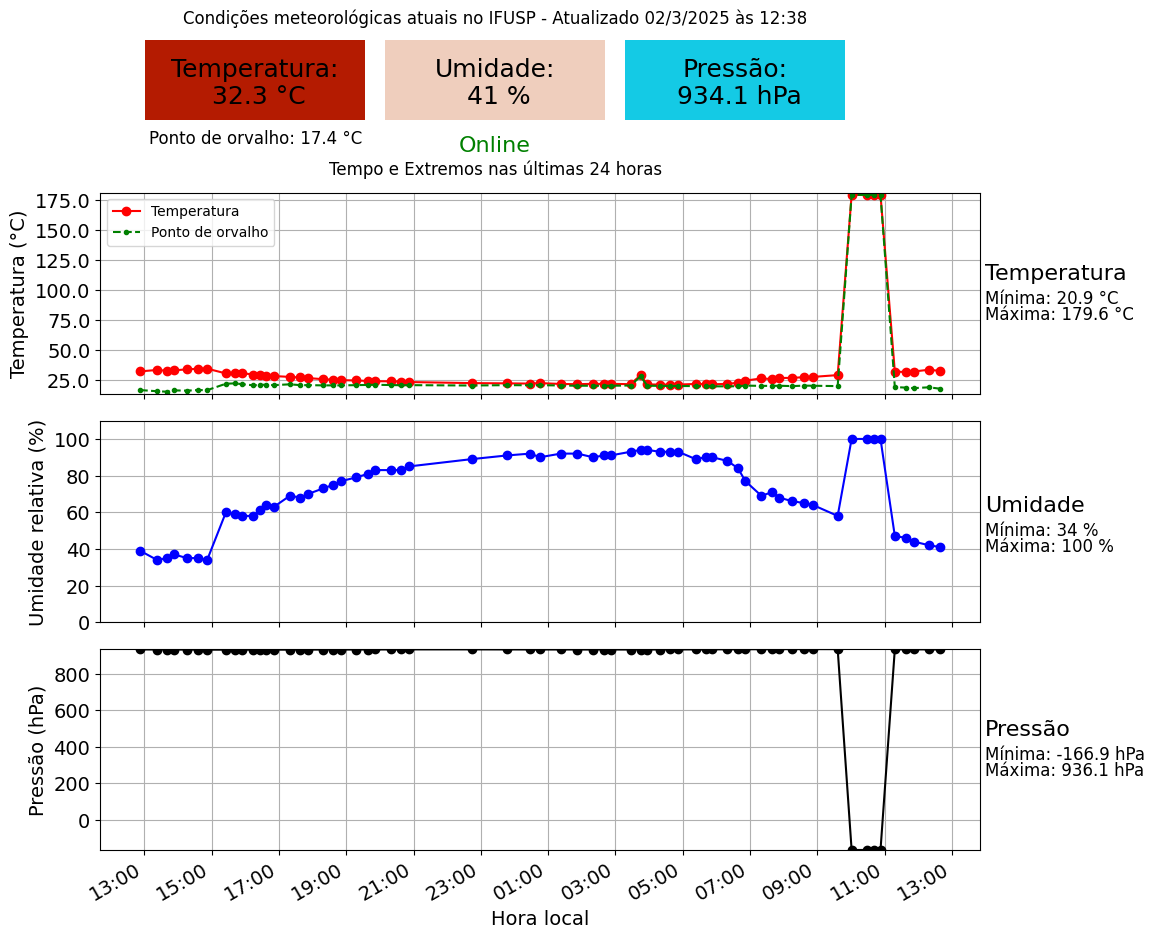 Condições meteorológicas atuais no IFUSP - Atualizado 02/3/2025 às 12:38
Temperatura:
32.3 °C
Umidade:
41 %
Pressão:
934.1 hPa
Ponto de orvalho: 17.4 °C
Online
Tempo e Extremos nas últimas 24 horas
Temperatura (°C)
175.0
150.0
125.0
100.0
75.0
50.0
25.0
Temperatura
Ponto de orvalho
Temperatura
Mínima: 20.9 °C
Máxima: 179.6 °C
Umidade relativa (%)
100
80
60
40
20
0
Umidade
Mínima: 34 %
Máxima: 100 %
Pressão (hPa)
800
600
400
200
0
Pressão
Mínima: -166.9 hPa
Máxima: 936.1 hPa
13:00 15:00 17:00 19:00 21:00 23:00 01:00 03:00 05:00 07:00 09:00 11:00 13:00
Hora local